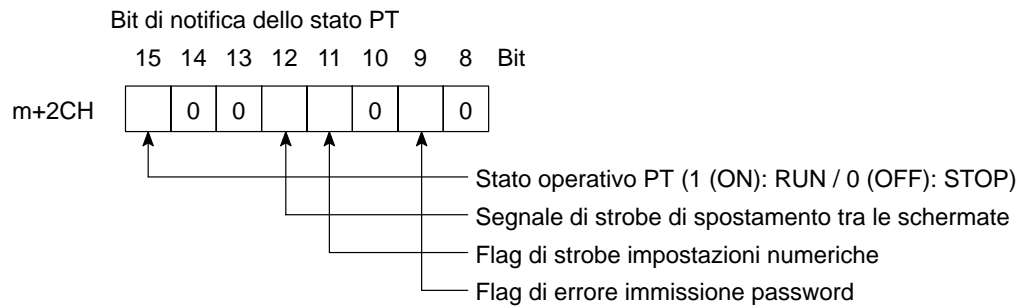 Bit di notifica dello stato PT
15 14 13 12 11 10 9 8 Bit
m+2CH 0 0 0 0
Stato operativo PT (1 (ON): RUN / 0 (OFF): STOP)
Segnale di strobe di spostamento tra le schermate
Flag di strobe impostazioni numeriche
Flag di errore immissione password